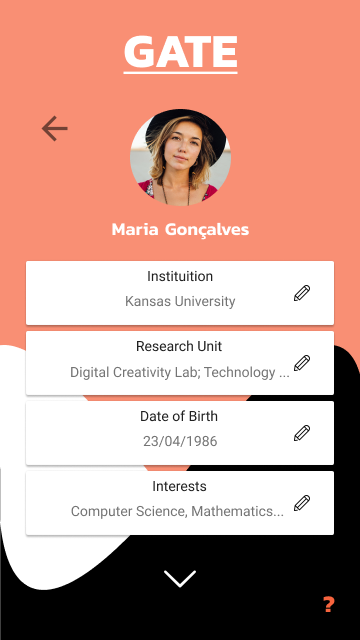 GATE
Maria Gonçalves
Instituition
Kansas University
Research Unit
Digital Creativity Lab; Technology ...
Date of Birth
23/04/1986
Interests
Computer Science, Mathematics...
?